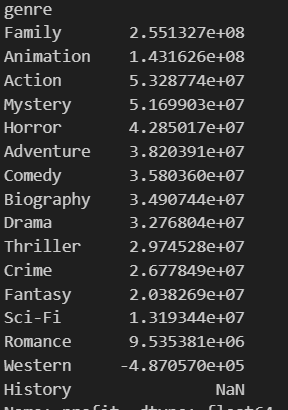 genre
Family 2.551327e+08
Animation 1.431626e+08
Action 5.328774e+07
Mystery 5.169903e+07
Horror 4.285017e+07
Adventure 3.820391e+07
Comedy 3.580360e+07
Biography 3.490744e+07
Drama 3.276804e+07
Thriller 2.974528e+07
Crime 2.677849e+07
Fantasy 2.038269e+07
Sci-Fi 1.319344e+07
Romance 9.535381e+06
Western -4.870570e+05
History NaN
Name: profit, dtype: float64